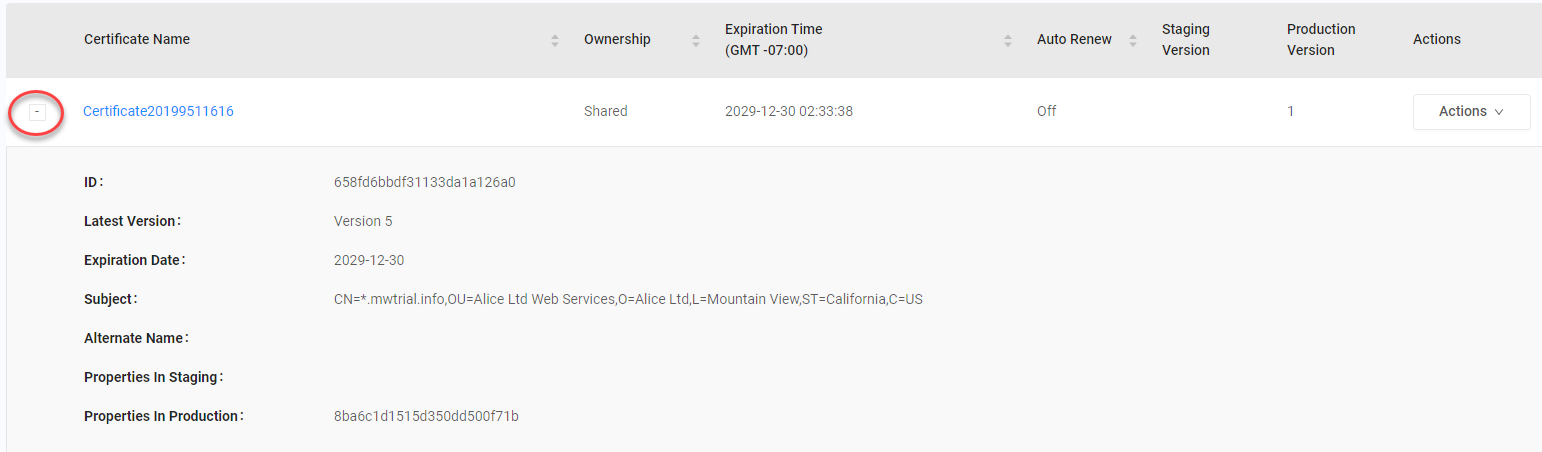 Certificate Name Ownership Expiration Time (GMT -07:00) Auto Renew Staging Version Production Version Actions
- Certificate20199511616 Shared 2029-12-30 02:33:38 Off 1 Actions
ID: 658fd6bbdf31133da1a126a0
Latest Version: Version 5
Expiration Date: 2029-12-30
Subject: CN=*.mwtrial.info,OU=Alice Ltd Web Services,O=Alice Ltd,L=Mountain View,ST=California,C=US
Alternate Name:
Properties In Staging:
Properties In Production: 8ba6c1d1515d350dd500f71b